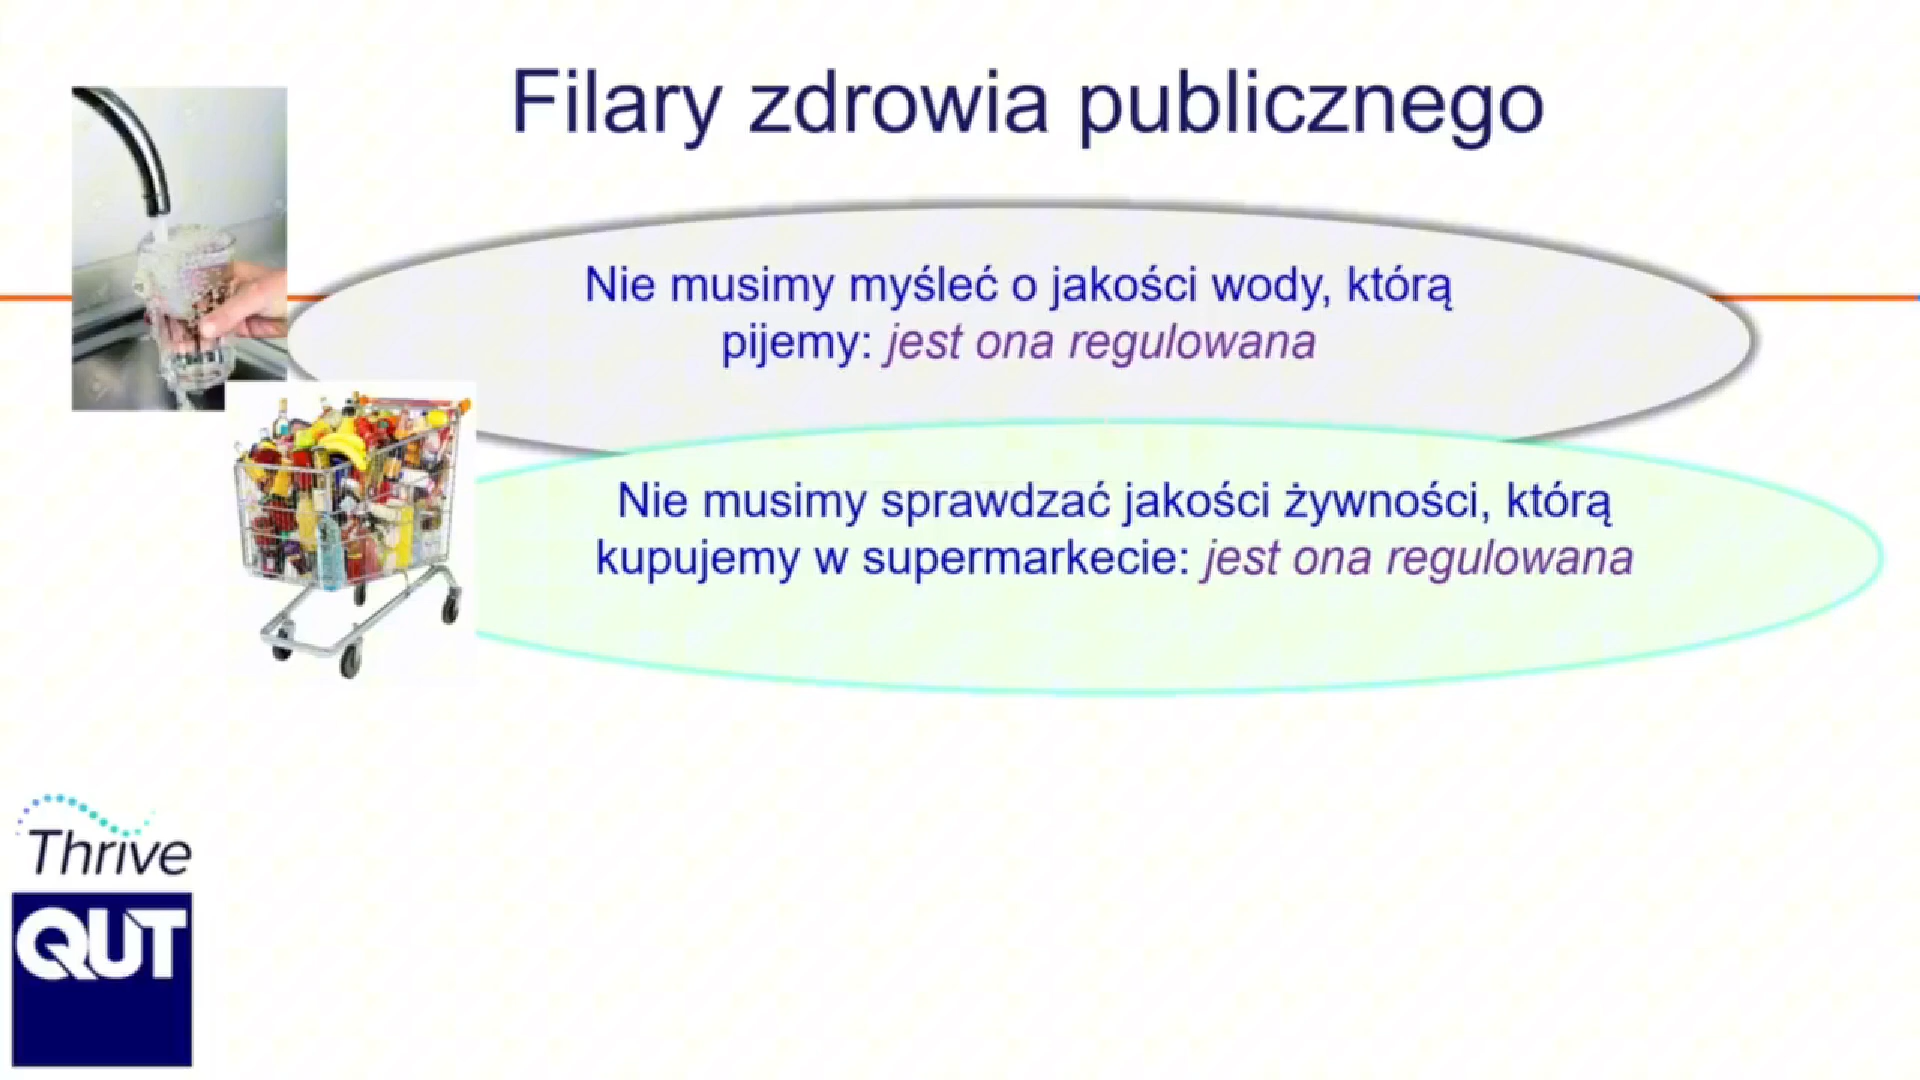 Filary zdrowia publicznego
Nie musimy myśleć o jakości wody, którą
pijemy: jest ona regulowana
Nie musimy sprawdzać jakości żywności, którą
kupujemy w supermarkecie: jest ona regulowana
Thrive
QUT